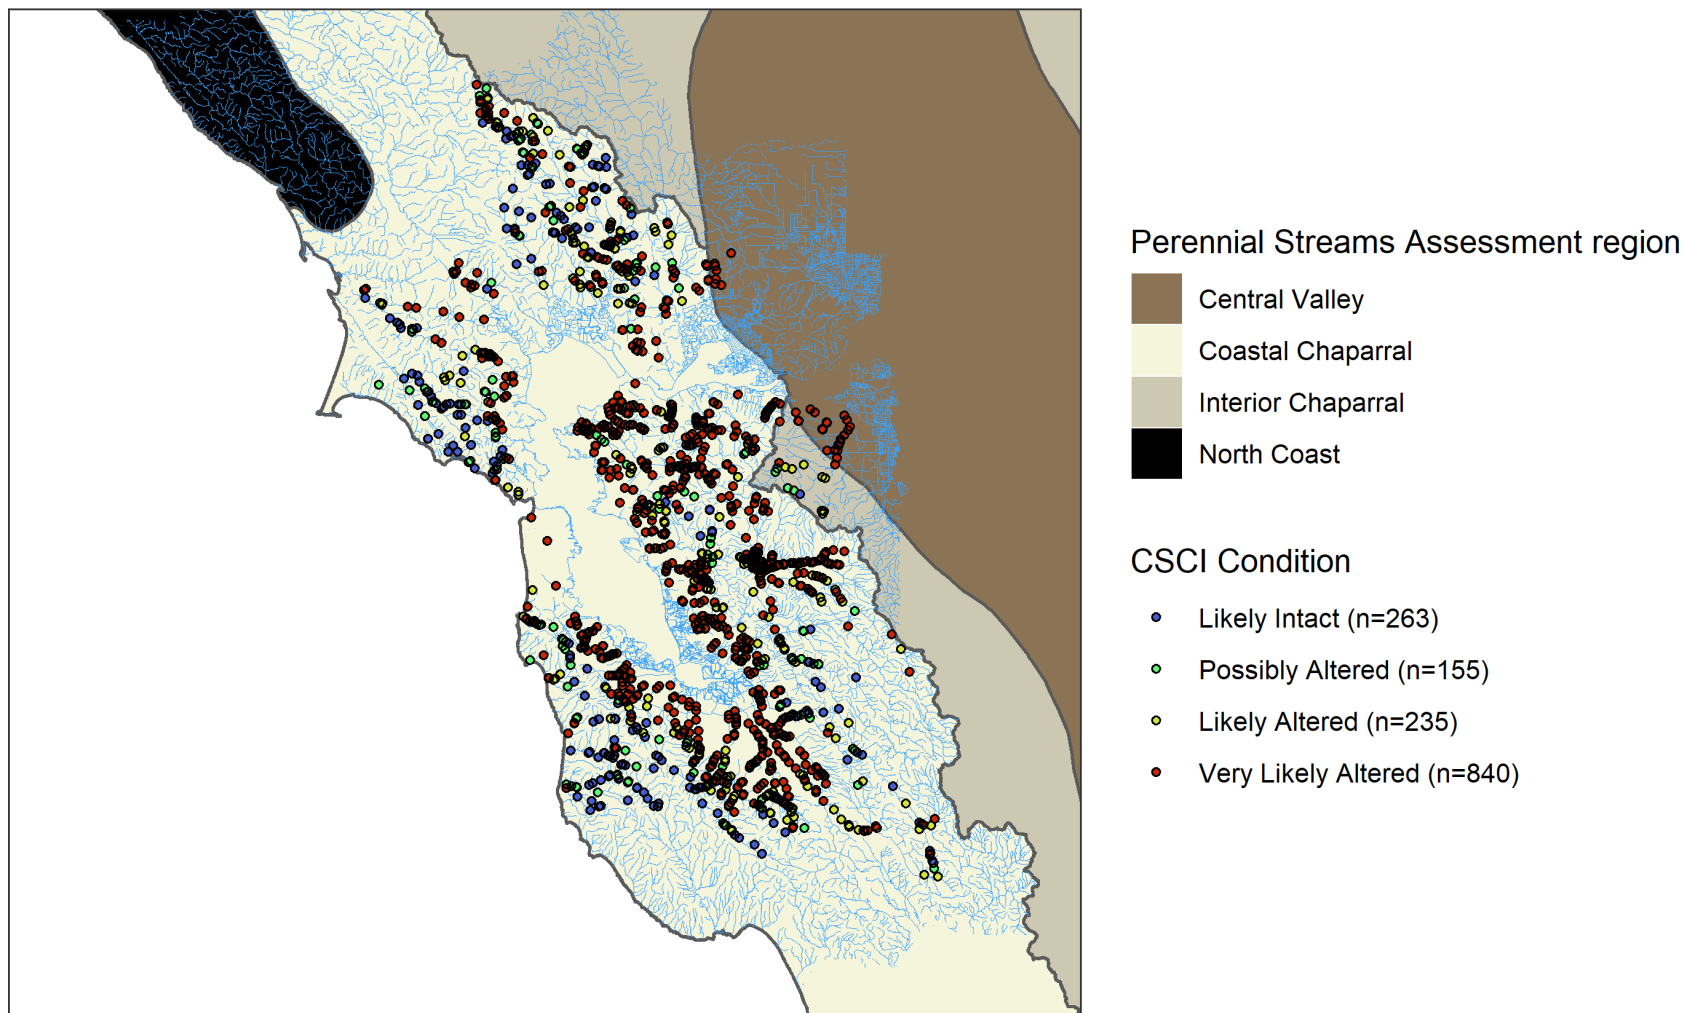 Perennial Streams Assessment region
Central Valley
Coastal Chaparral
Interior Chaparral
North Coast
CSCI Condition
Likely Intact (n=263)
Possibly Altered (n=155)
Likely Altered (n=235)
Very Likely Altered (n=840)